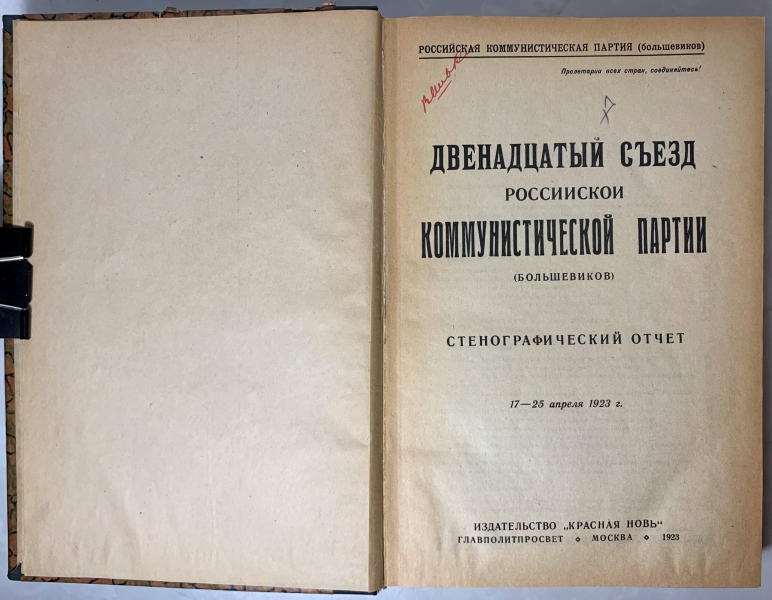 РОССИЙСКАЯ КОММУНИСТИЧЕСКАЯ ПАРТИЯ (большевиков)
Пролетарии всех стран, соединяйтесь!
ДВЕНАДЦАТЫЙ СЪЕЗД
РОССИИСКОИ
КОММУНИСТИЧЕСКОЙ ПАРТИИ
(БОЛЬШЕВИКОВ)
СТЕНОГРАФИЧЕСКИЙ ОТЧЕТ
17—25 апреля 1923 г.
ИЗДАТЕЛЬСТВО „КРАСНАЯ НОВЬ“
ГЛАВПОЛИТПРОСВЕТ ⋄ МОСКВА ⋄ 1923